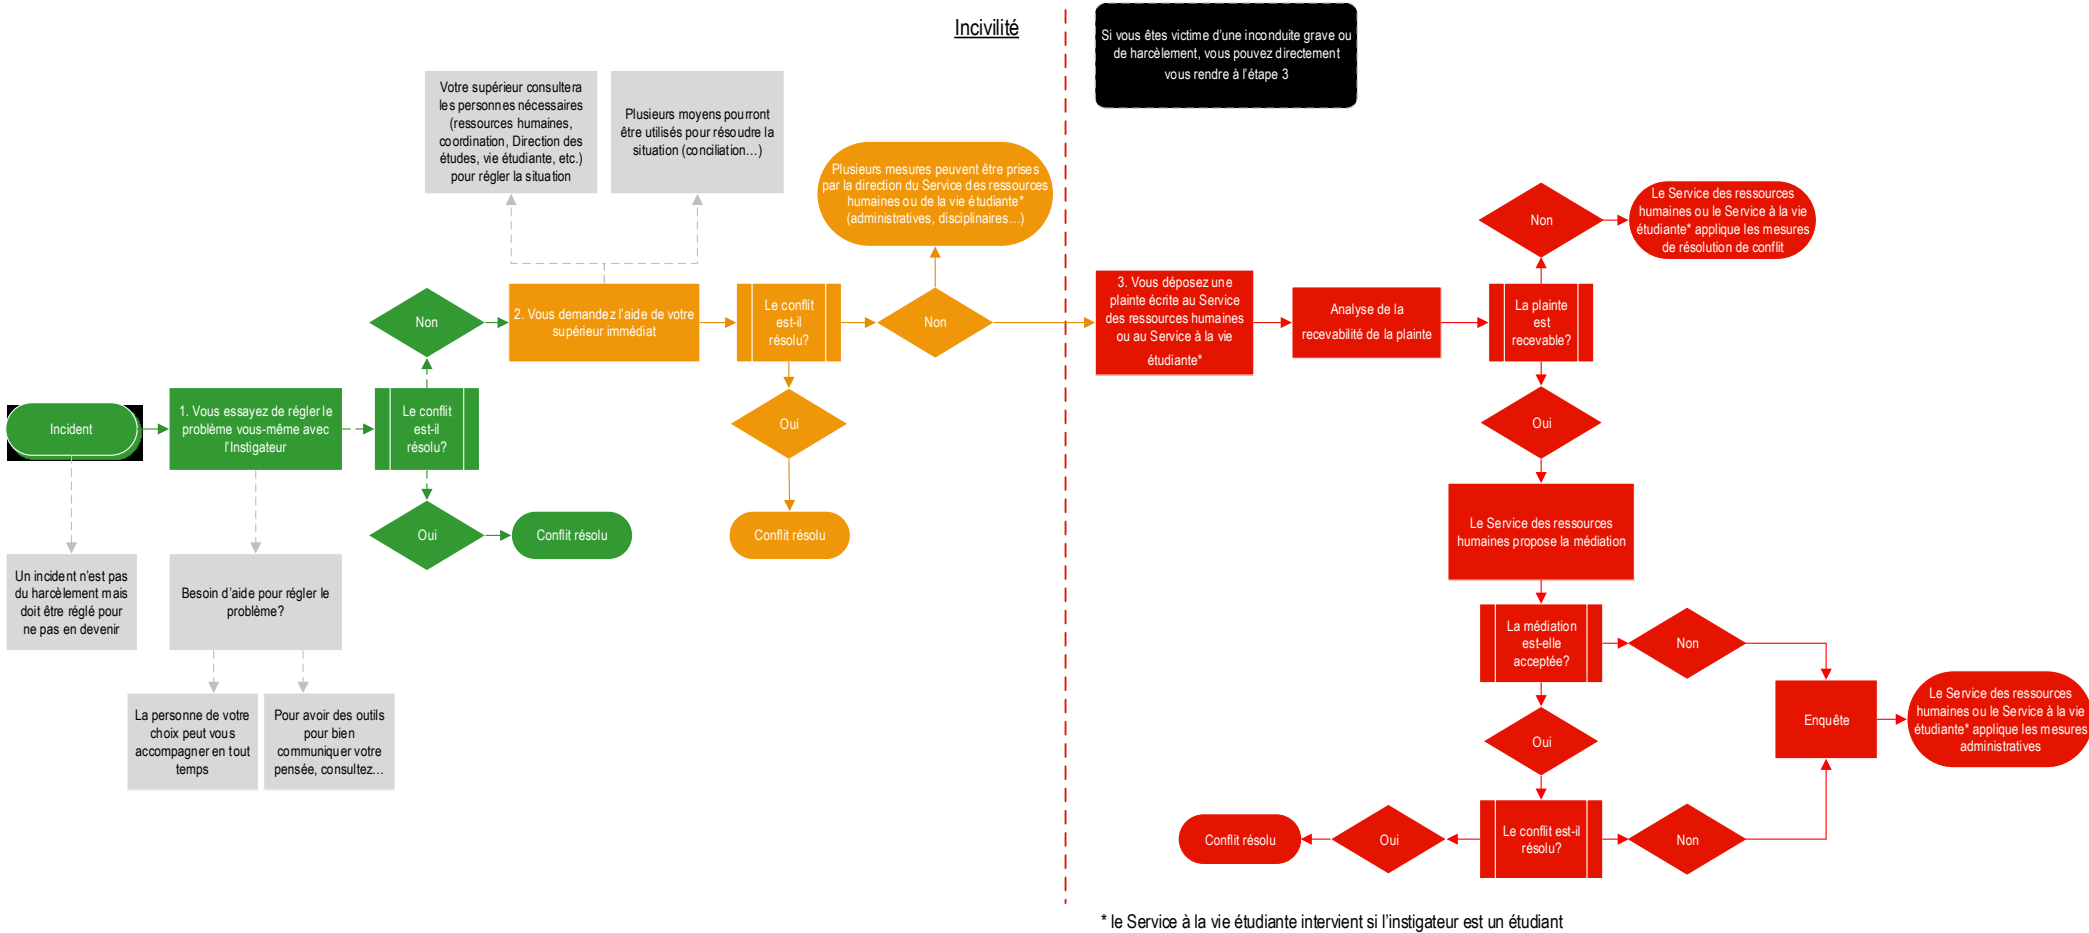 Incivilité
Si vous êtes victime d'une inconduite grave ou
de harcèlement, vous pouvez directement
vous rendre à l'étape 3
Votre supérieur consultera
les personnes nécessaires
(ressources humaines,
coordination, Direction des
études, vie étudiante, etc.)
pour régler la situation
Plusieurs moyens pourront
être utilisés pour résoudre la
situation (conciliation…)
Plusieurs mesures peuvent être prises
par la direction du Service des ressources
humaines ou de la vie étudiante*
(administratives, disciplinaires…)
Non
Le Service des ressources
humaines ou le Service à la vie
étudiante* applique les mesures
de résolution de conflit
Non
2. Vous demandez l'aide de votre
supérieur immédiat
Le conflit
est-il
résolu?
Non
3. Vous déposez une
plainte écrite au Service
des ressources humaines
ou au Service à la vie
étudiante*
Analyse de la
recevabilité de la plainte
La plainte
est
recevable?
Incident
1. Vous essayez de régler le
problème vous-même avec
l'Instigateur
Le conflit
est-il
résolu?
Oui
Oui
Oui
Conflit résolu
Conflit résolu
Le Service des ressources
humaines propose la médiation
Un incident n'est pas
du harcèlement mais
doit être réglé pour
ne pas en devenir
Besoin d'aide pour régler le
problème?
La médiation
est-elle
acceptée?
Non
La personne de votre
choix peut vous
accompagner en tout
temps
Pour avoir des outils
pour bien
communiquer votre
pensée, consultez…
Oui
Enquête
Le Service des ressources
humaines ou le Service à la vie
étudiante* applique les mesures
administratives
Conflit résolu
Oui
Le conflit est-il
résolu?
Non
* le Service à la vie étudiante intervient si l'instigateur est un étudiant